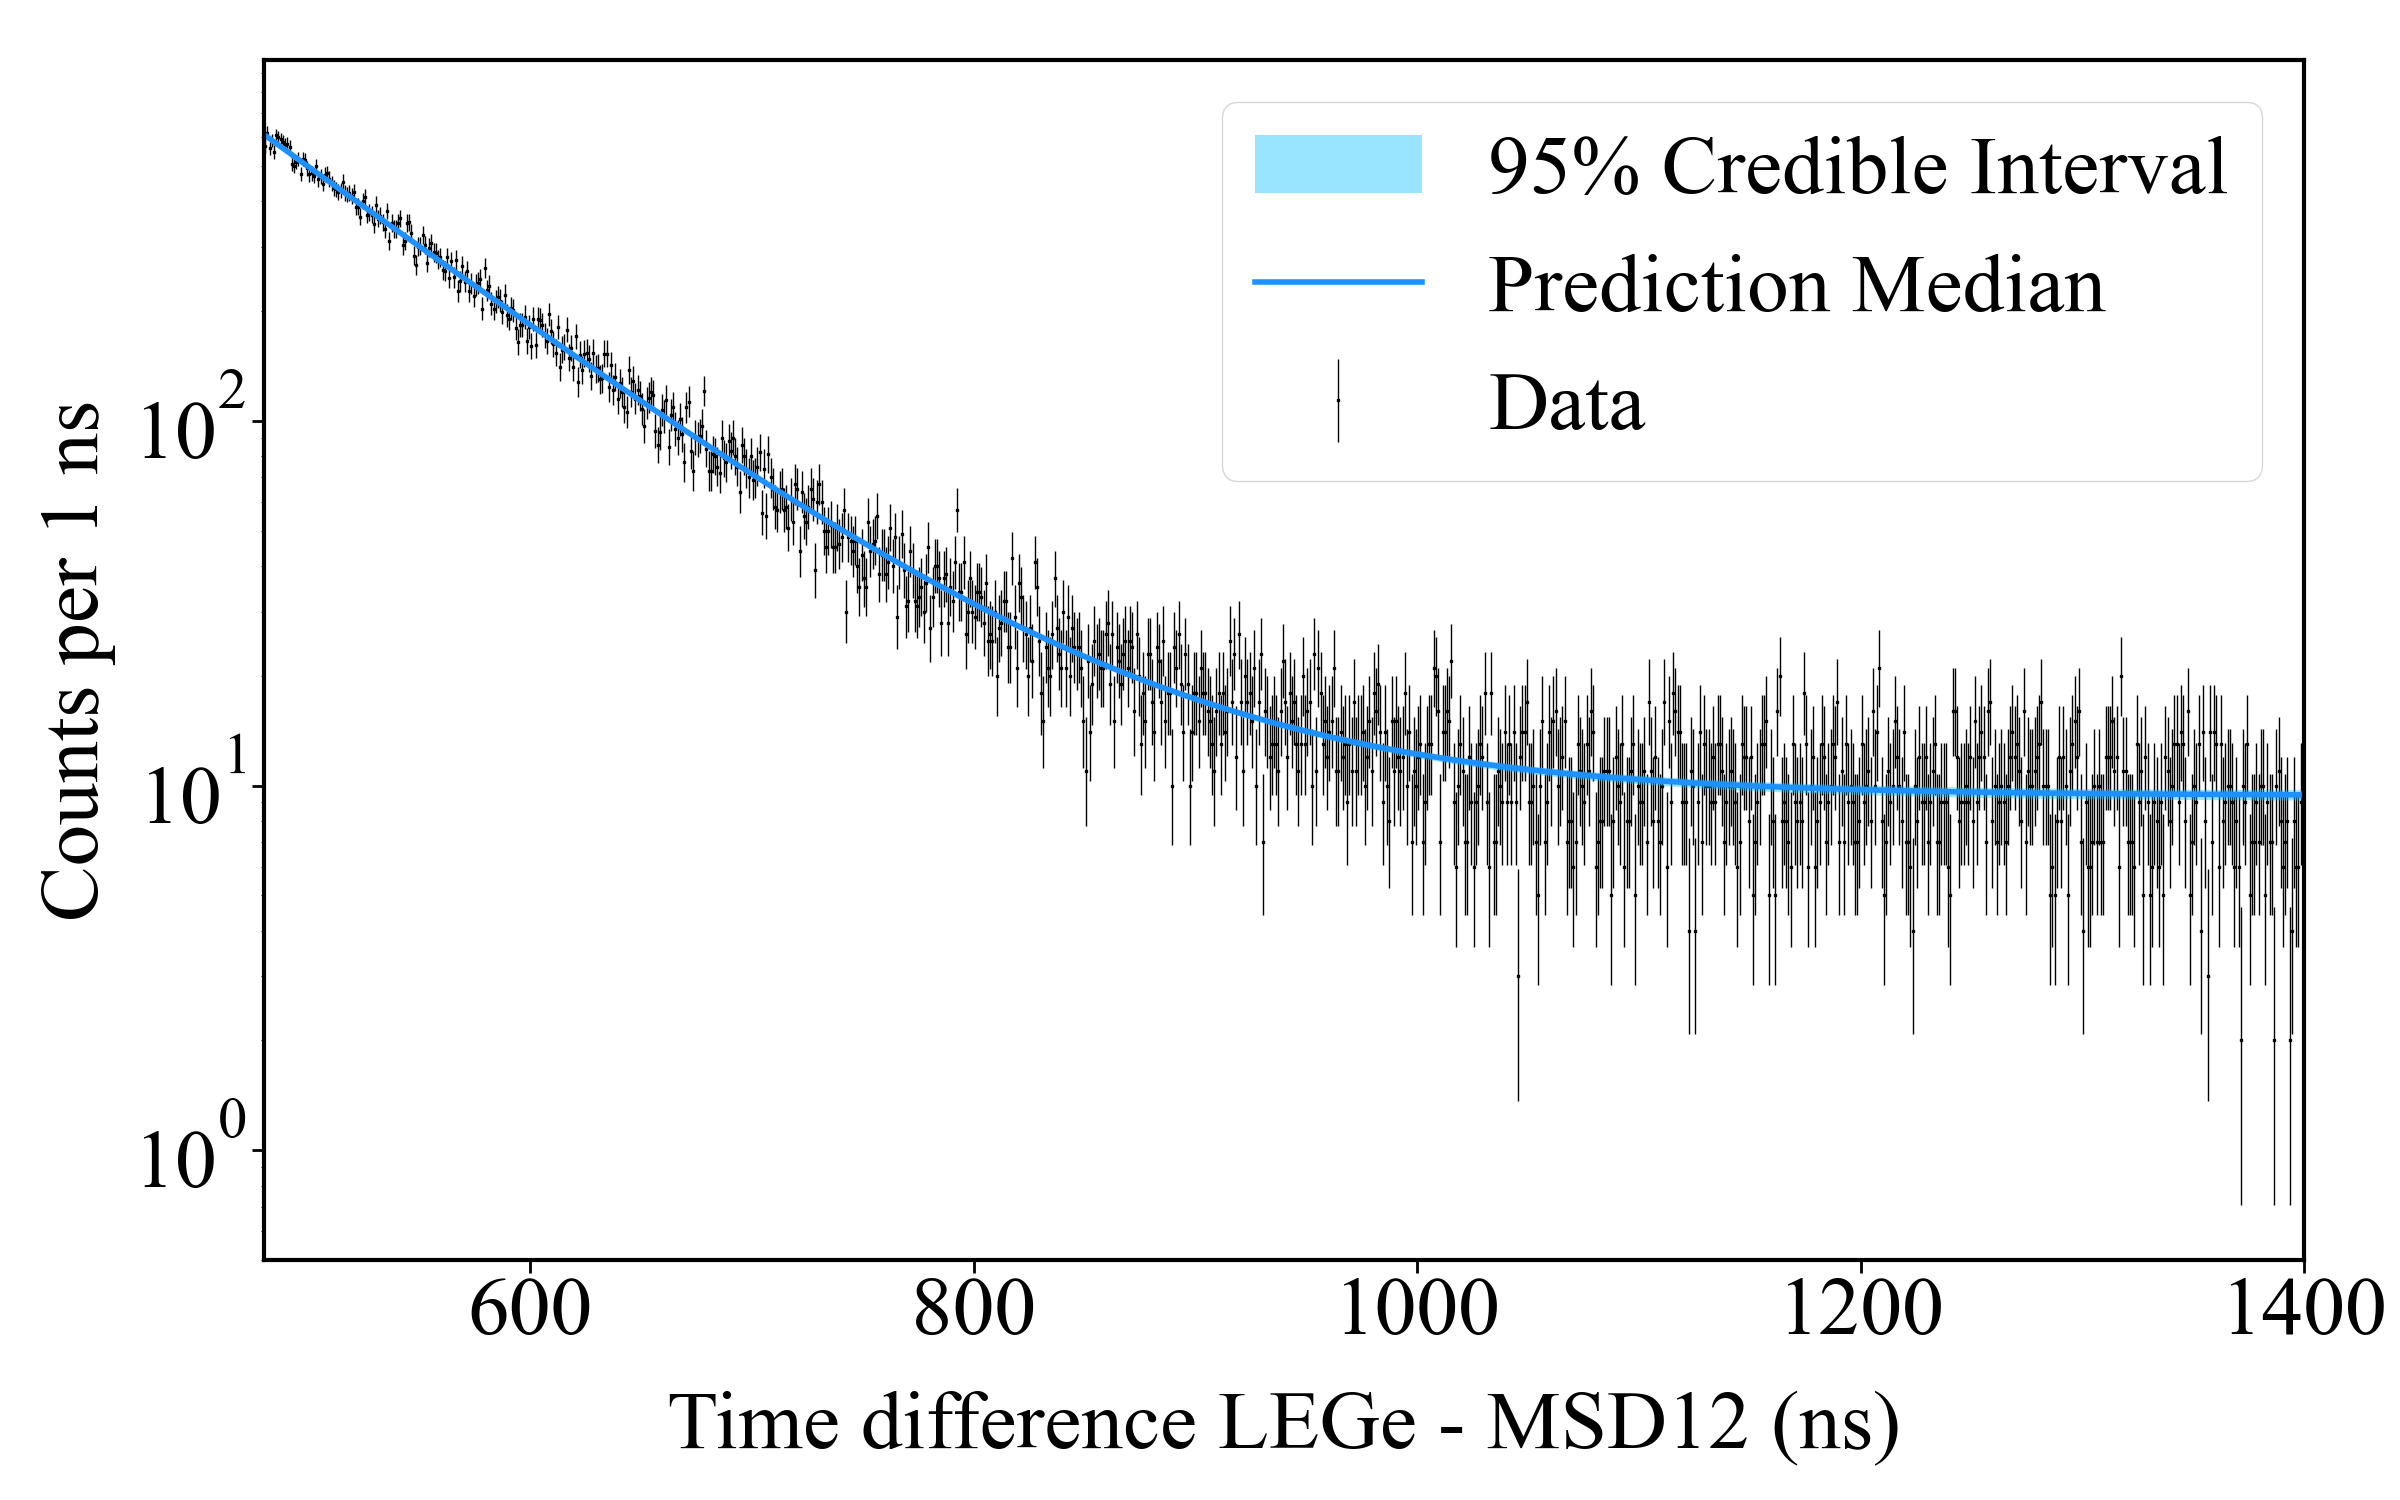 95% Credible Interval
Prediction Median
Data
Counts per 1 ns
10^2
10^1
10^0
600 800 1000 1200 1400
Time difference LEGe - MSD12 (ns)